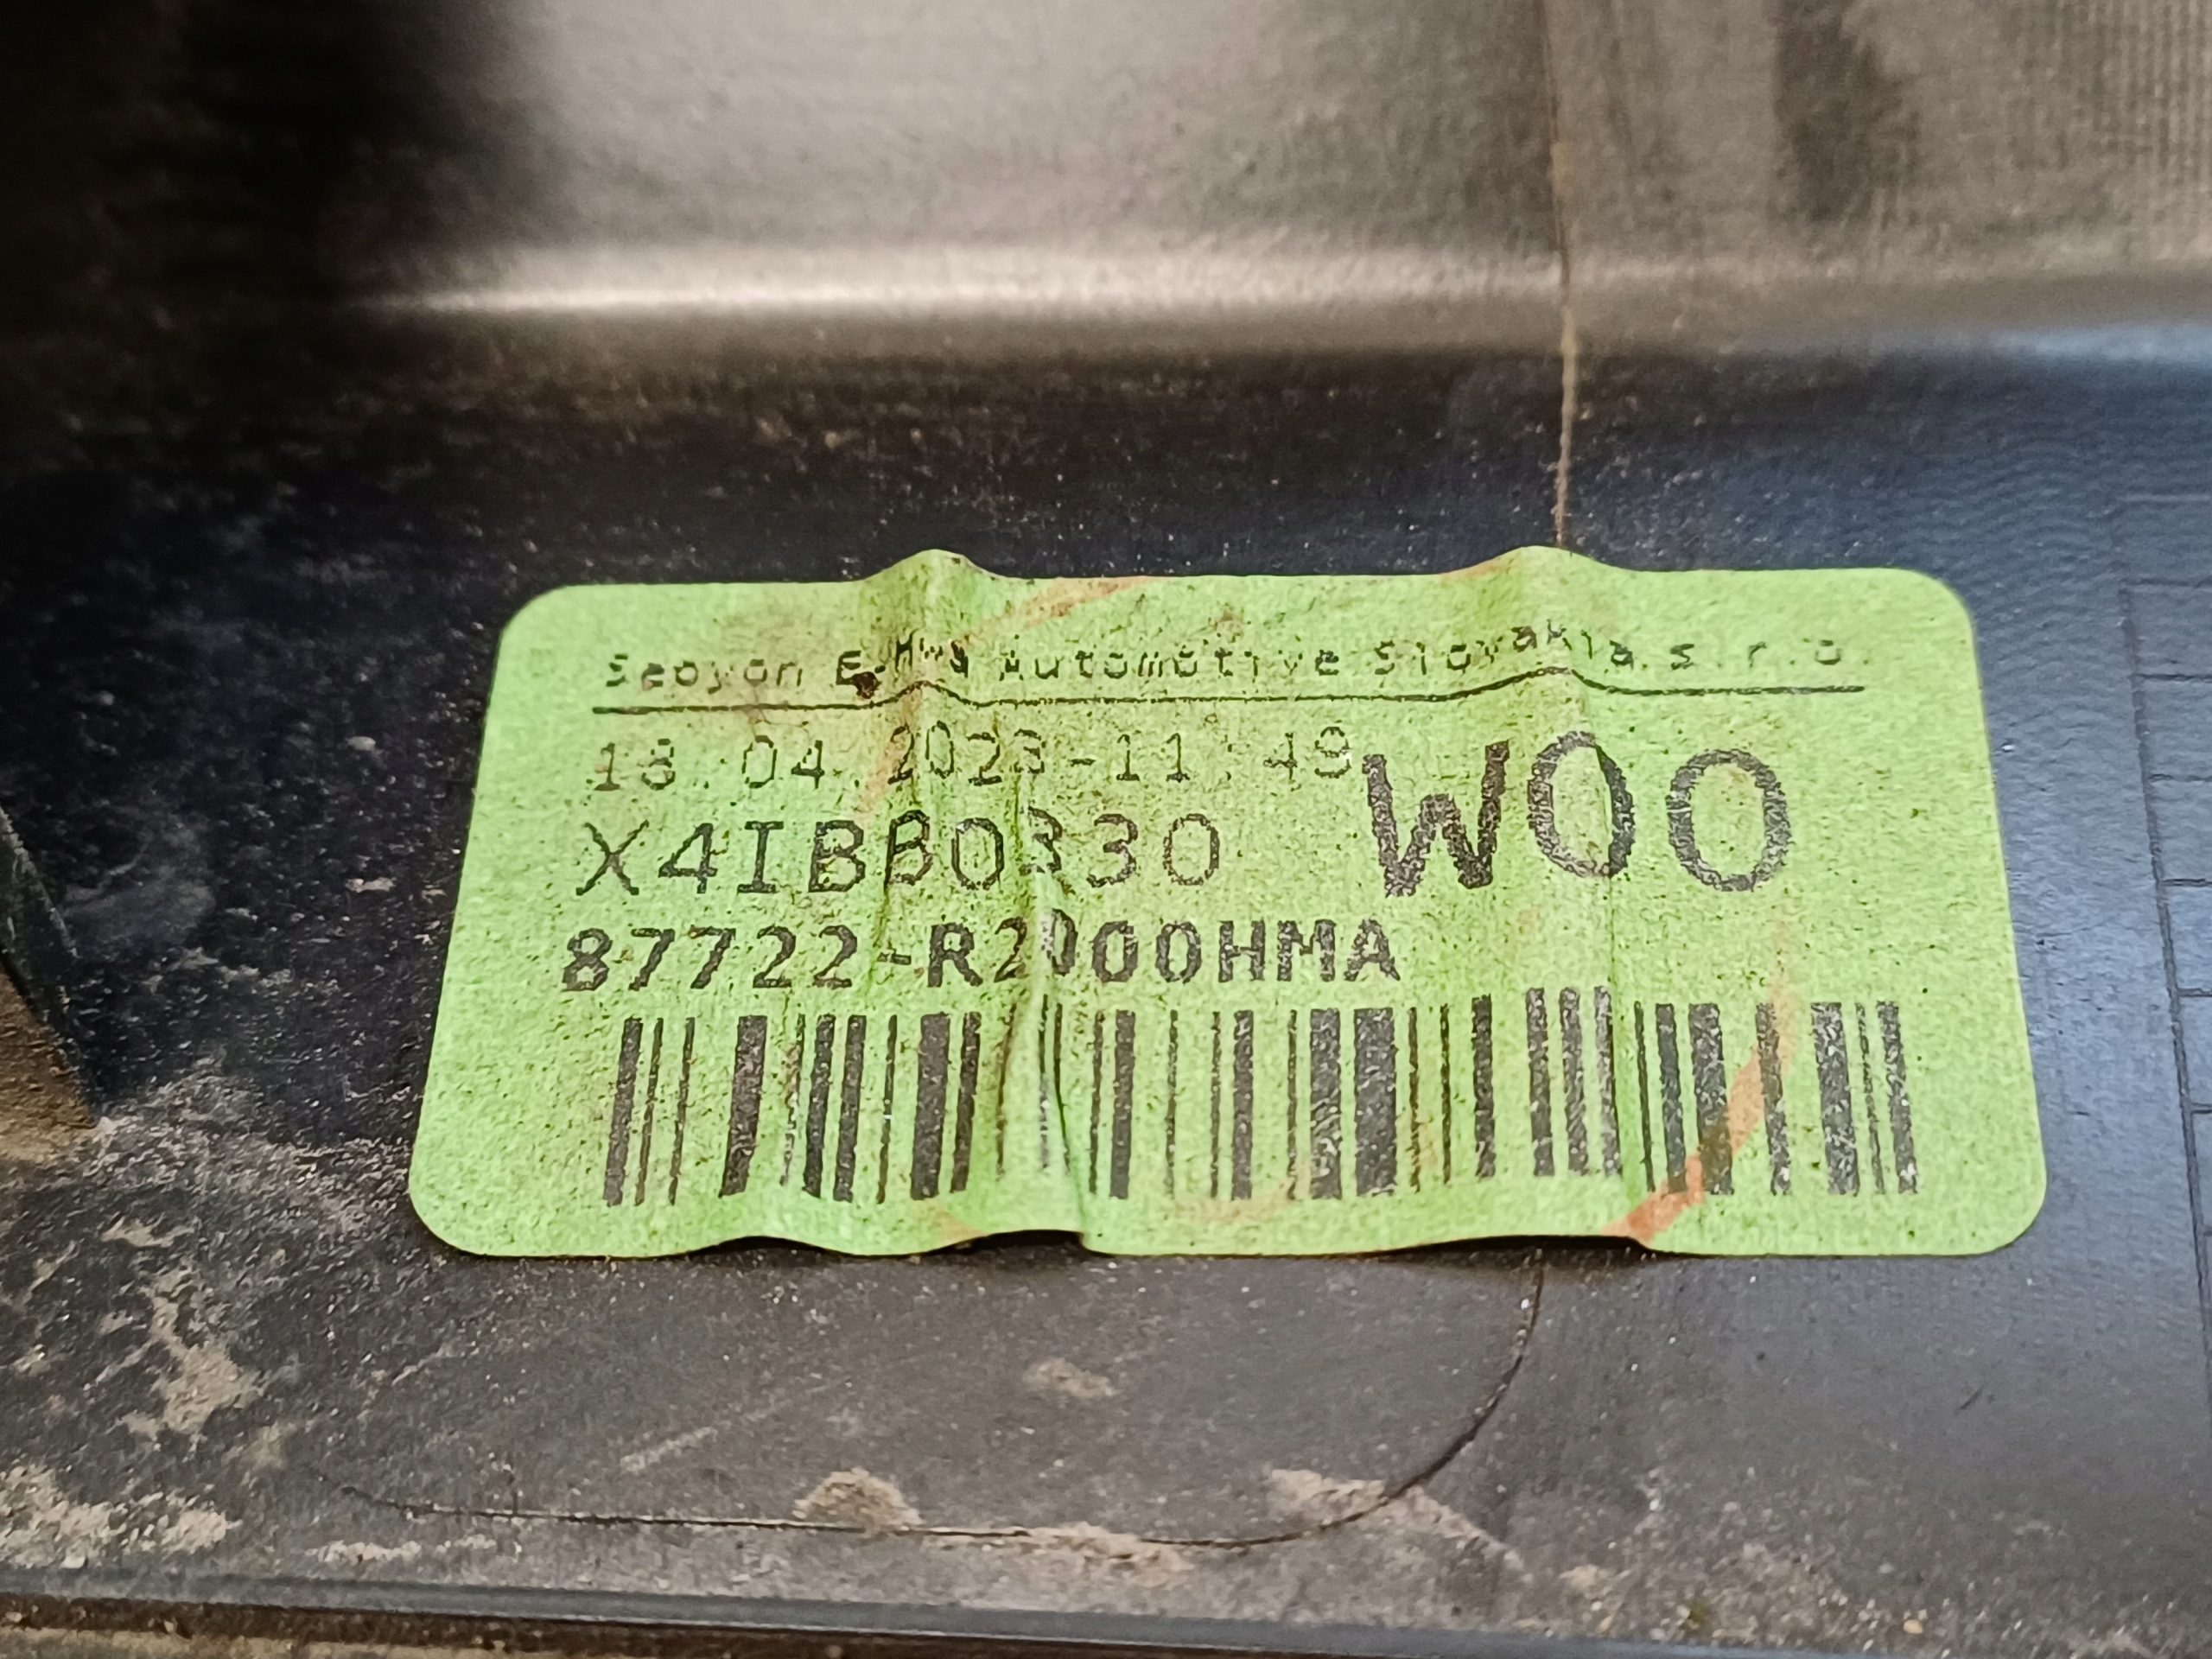 Seoyon E-Hwa Automotive Slovakia.s.r.o.
18.04.2023-11:49
X4IBB0330 W00
87722-R2000HMA